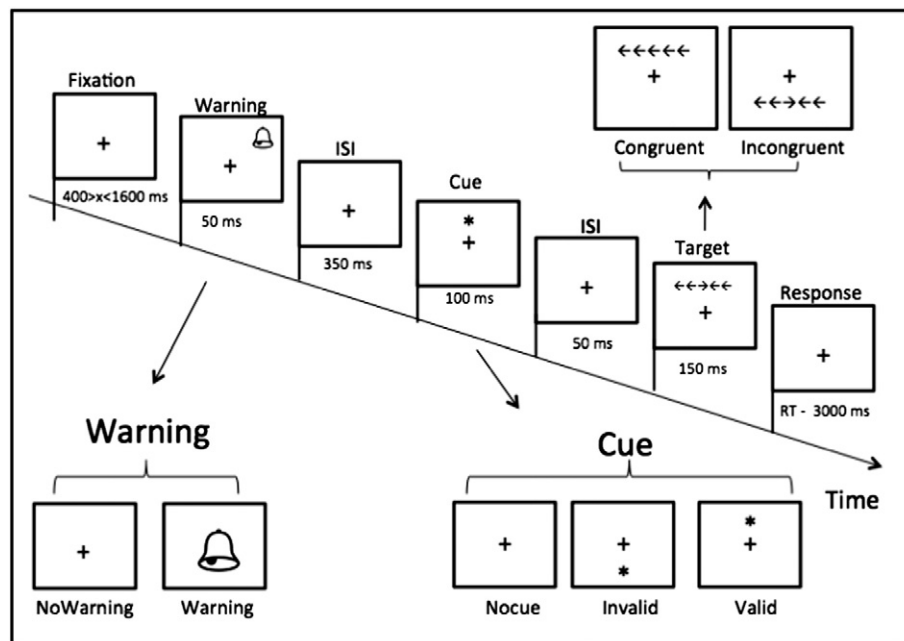 Fixation
+
400>x<1600 ms
Warning
+
50 ms
ISI
+
350 ms
Cue
*
+
100 ms
ISI
+
50 ms
Target
←←→←←
+
150 ms
Response
+
RT - 3000 ms
←←←←←
+
Congruent
+
←←→←←
Incongruent
Time
Warning
+
NoWarning
Warning
Cue
+
Nocue
+
*
Invalid
*
+
Valid